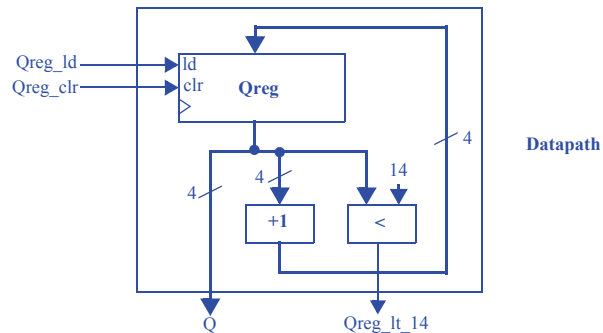 Qreg_ld
ld
Qreg_clr
clr
Qreg
4
Datapath
4
4
14
+1
<
Q
Qreg_lt_14